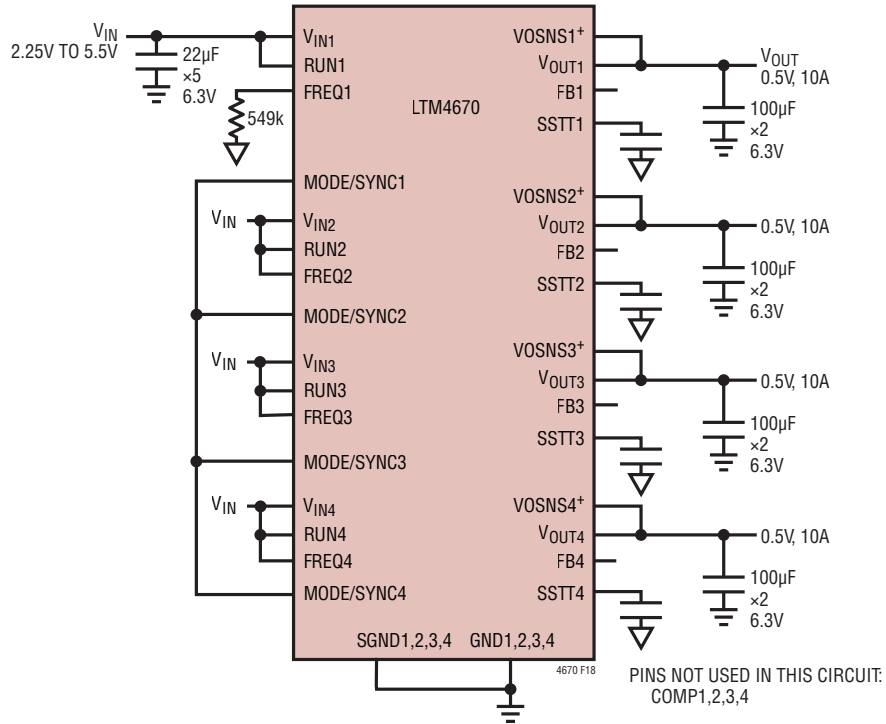 VIN
2.25V TO 5.5V
22µF
×5
6.3V
549k
VIN1
RUN1
FREQ1
MODE/SYNC1
VIN
VIN2
RUN2
FREQ2
MODE/SYNC2
VIN
VIN3
RUN3
FREQ3
MODE/SYNC3
VIN
VIN4
RUN4
FREQ4
MODE/SYNC4
LTM4670
SGND1,2,3,4 GND1,2,3,4
VOSNS1+
VOUT1
FB1
SSTT1
VOUT
0.5V, 10A
100µF
×2
6.3V
VOSNS2+
VOUT2
FB2
SSTT2
0.5V, 10A
100µF
×2
6.3V
VOSNS3+
VOUT3
FB3
SSTT3
0.5V, 10A
100µF
×2
6.3V
VOSNS4+
VOUT4
FB4
SSTT4
0.5V, 10A
100µF
×2
6.3V
4670 F18
PINS NOT USED IN THIS CIRCUIT:
COMP1,2,3,4